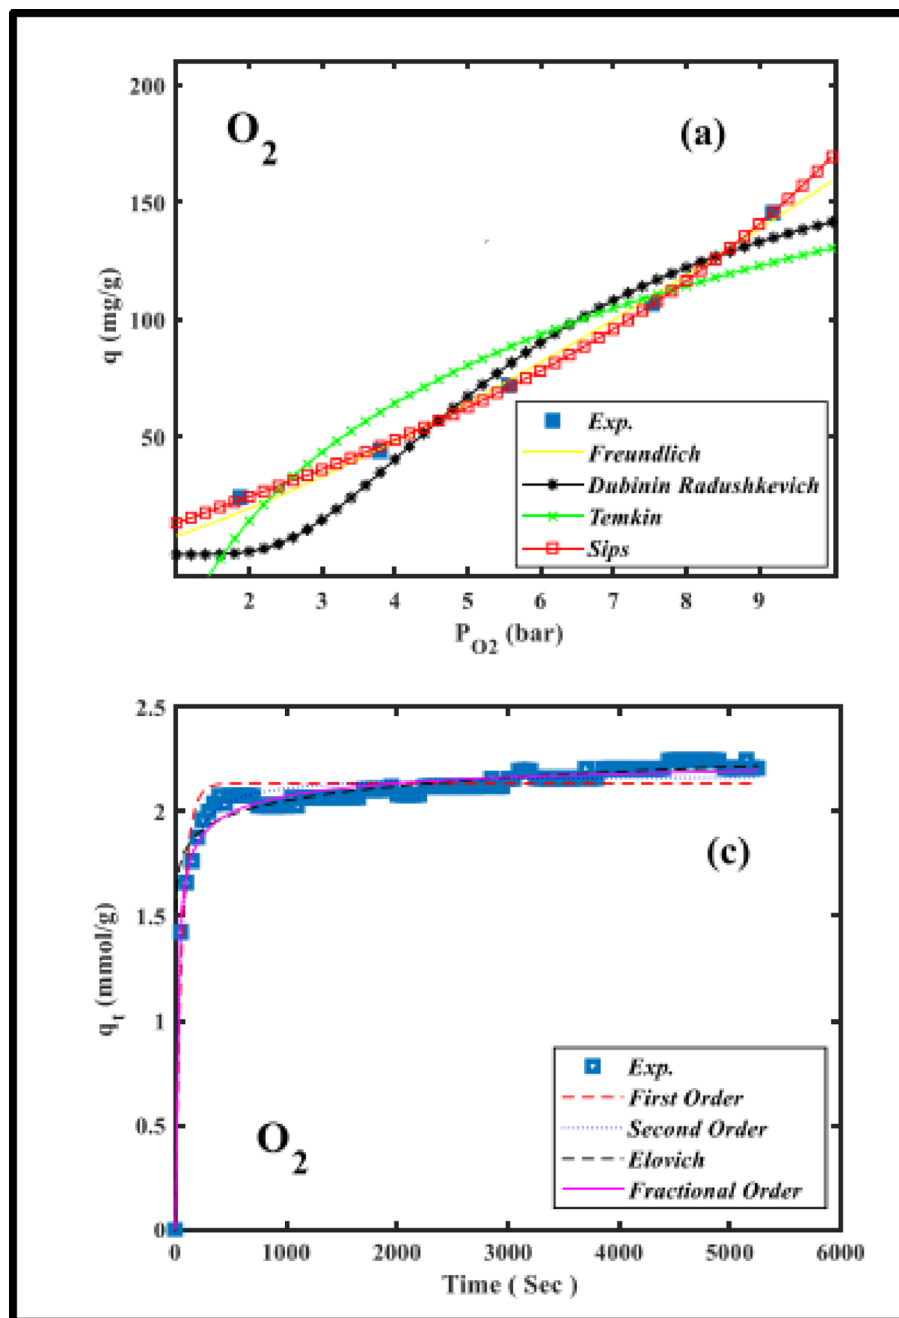 O2
(a)
200
150
100
50
q (mg/g)
Exp.
Freundlich
Dubinin Radushkevich
Temkin
Sips
2 3 4 5 6 7 8 9
PO2 (bar)
2.5
2
1.5
1
0.5
0
qt (mmol/g)
(c)
Exp.
First Order
Second Order
Elovich
Fractional Order
O2
0 1000 2000 3000 4000 5000 6000
Time ( Sec )